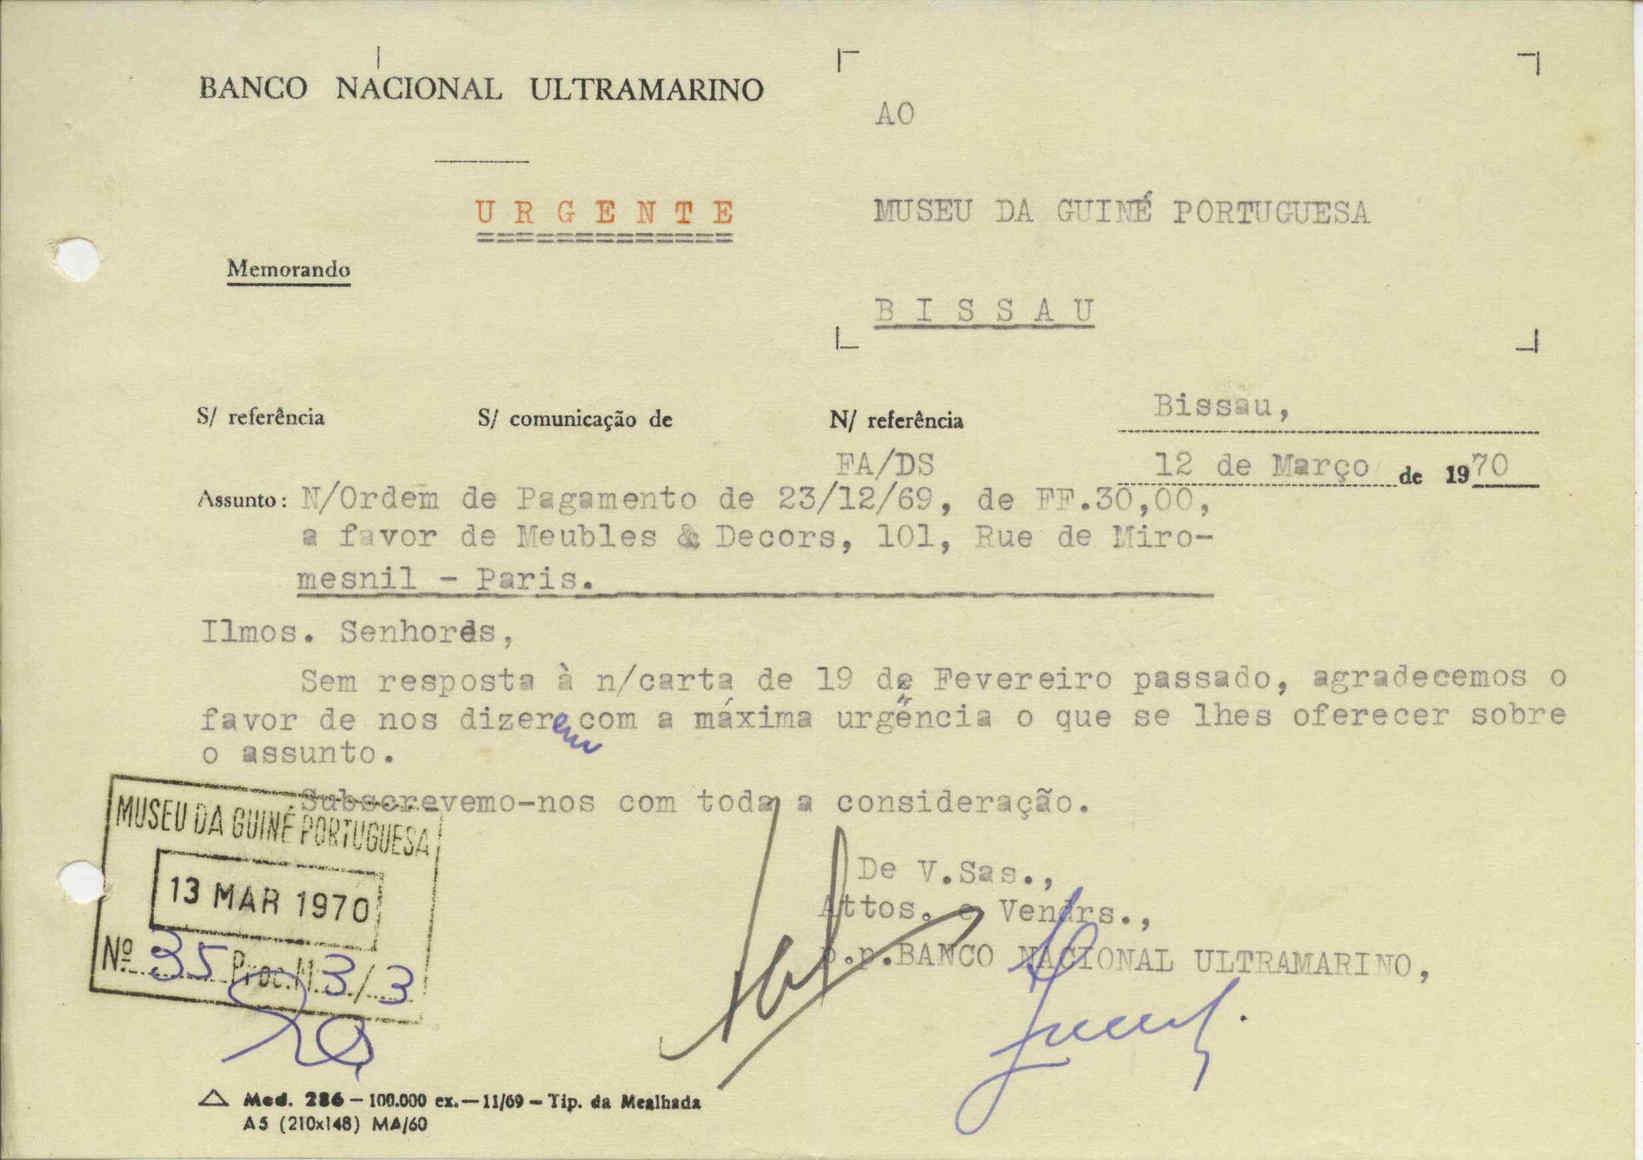 BANCO NACIONAL ULTRAMARINO
URGENTE
Memorando
AO
MUSEU DA GUINÉ PORTUGUESA
BISSAU
S/ referência
S/ comunicação de
N/ referência
FA/DS
Bissau,
12 de Março de 1970
Assunto: N/Ordem de Pagamento de 23/12/69, de FF.30,00,
a favor de Meubles & Decors, 101, Rue de Miro-
mesnil - Paris.
Ilmos. Senhores,
Sem resposta à n/carta de 19 de Fevereiro passado, agradecemos o
favor de nos dizerem com a máxima urgência o que se lhes oferecer sobre
o assunto.
Subscrevemo-nos com toda a consideração.
De V.Sas.,
Attos. e Venérs.,
p.p.BANCO NACIONAL ULTRAMARINO,
MUSEU DA GUINÉ PORTUGUESA
13 MAR 1970
Nº 35 Proc. M 3/3
Med. 286 — 100.000 ex. — 11/69 — Tip. da Mealhada
A5 (210x148) MA/60